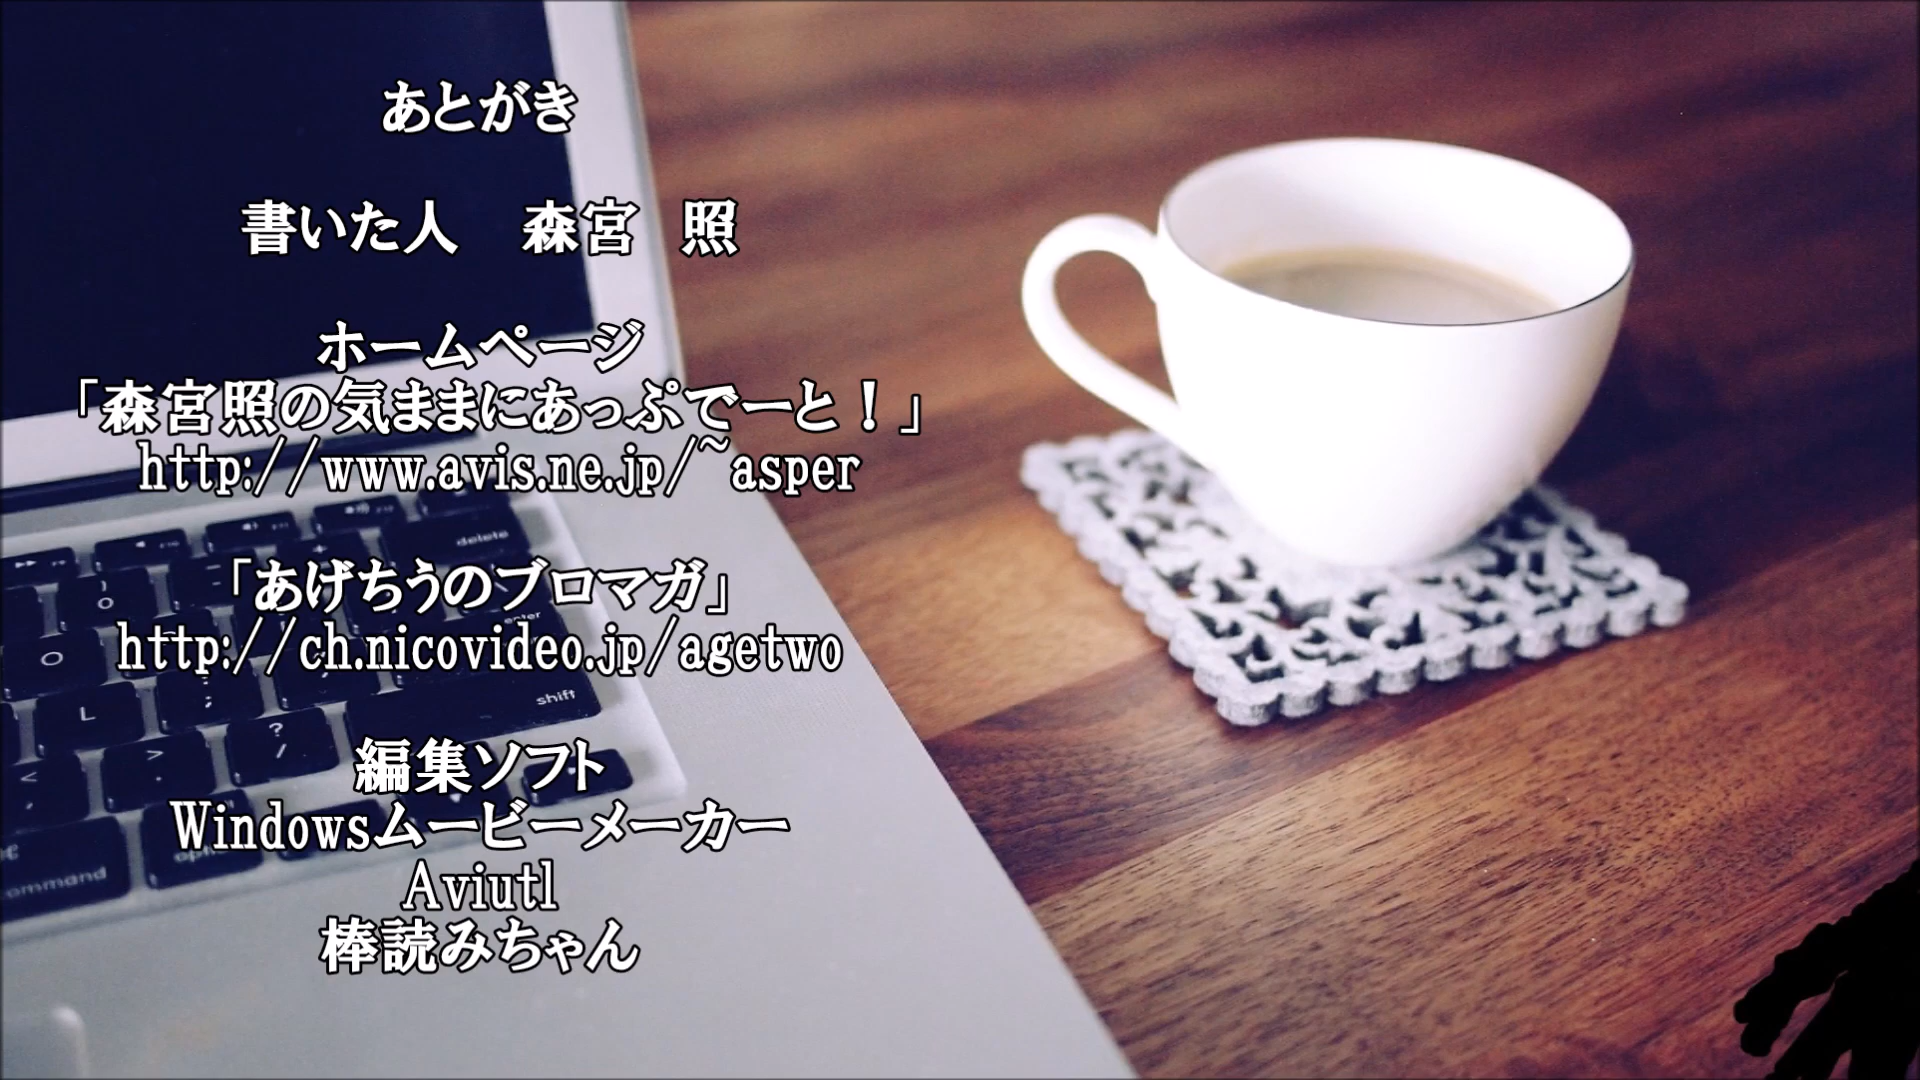 あとがき
書いた人　森宮　照
ホームページ
「森宮照の気ままにあっぷでーと！」
http://www.avis.ne.jp/~asper
「あげちうのブロマガ」
http://ch.nicovideo.jp/agetwo
編集ソフト
Windowsムービーメーカー
Aviutl
棒読みちゃん
delete
enter
shift
command
O
L